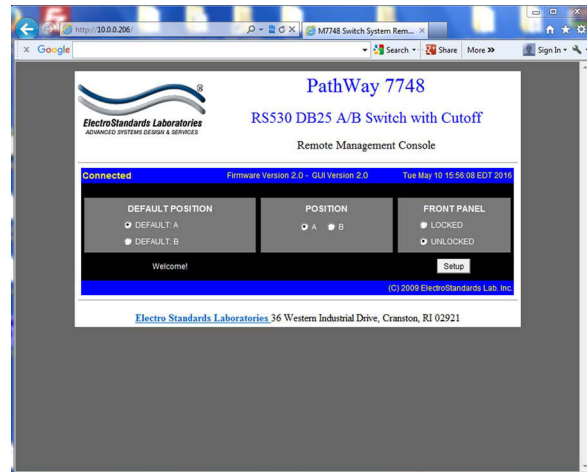 http://10.0.0.206/
M7748 Switch System Rem...
x Google
Search
Share
More »
Sign In
PathWay 7748
RS530 DB25 A/B Switch with Cutoff
Remote Management Console
®
ElectroStandards Laboratories
ADVANCED SYSTEMS DESIGN & SERVICES
Connected
Firmware Version 2.0 - GUI Version 2.0
Tue May 10 15:56:08 EDT 2016
DEFAULT POSITION
DEFAULT: A
DEFAULT: B
POSITION
A
B
FRONT PANEL
LOCKED
UNLOCKED
Welcome!
Setup
(C) 2009 ElectroStandards Lab. Inc.
Electro Standards Laboratories 36 Western Industrial Drive, Cranston, RI 02921